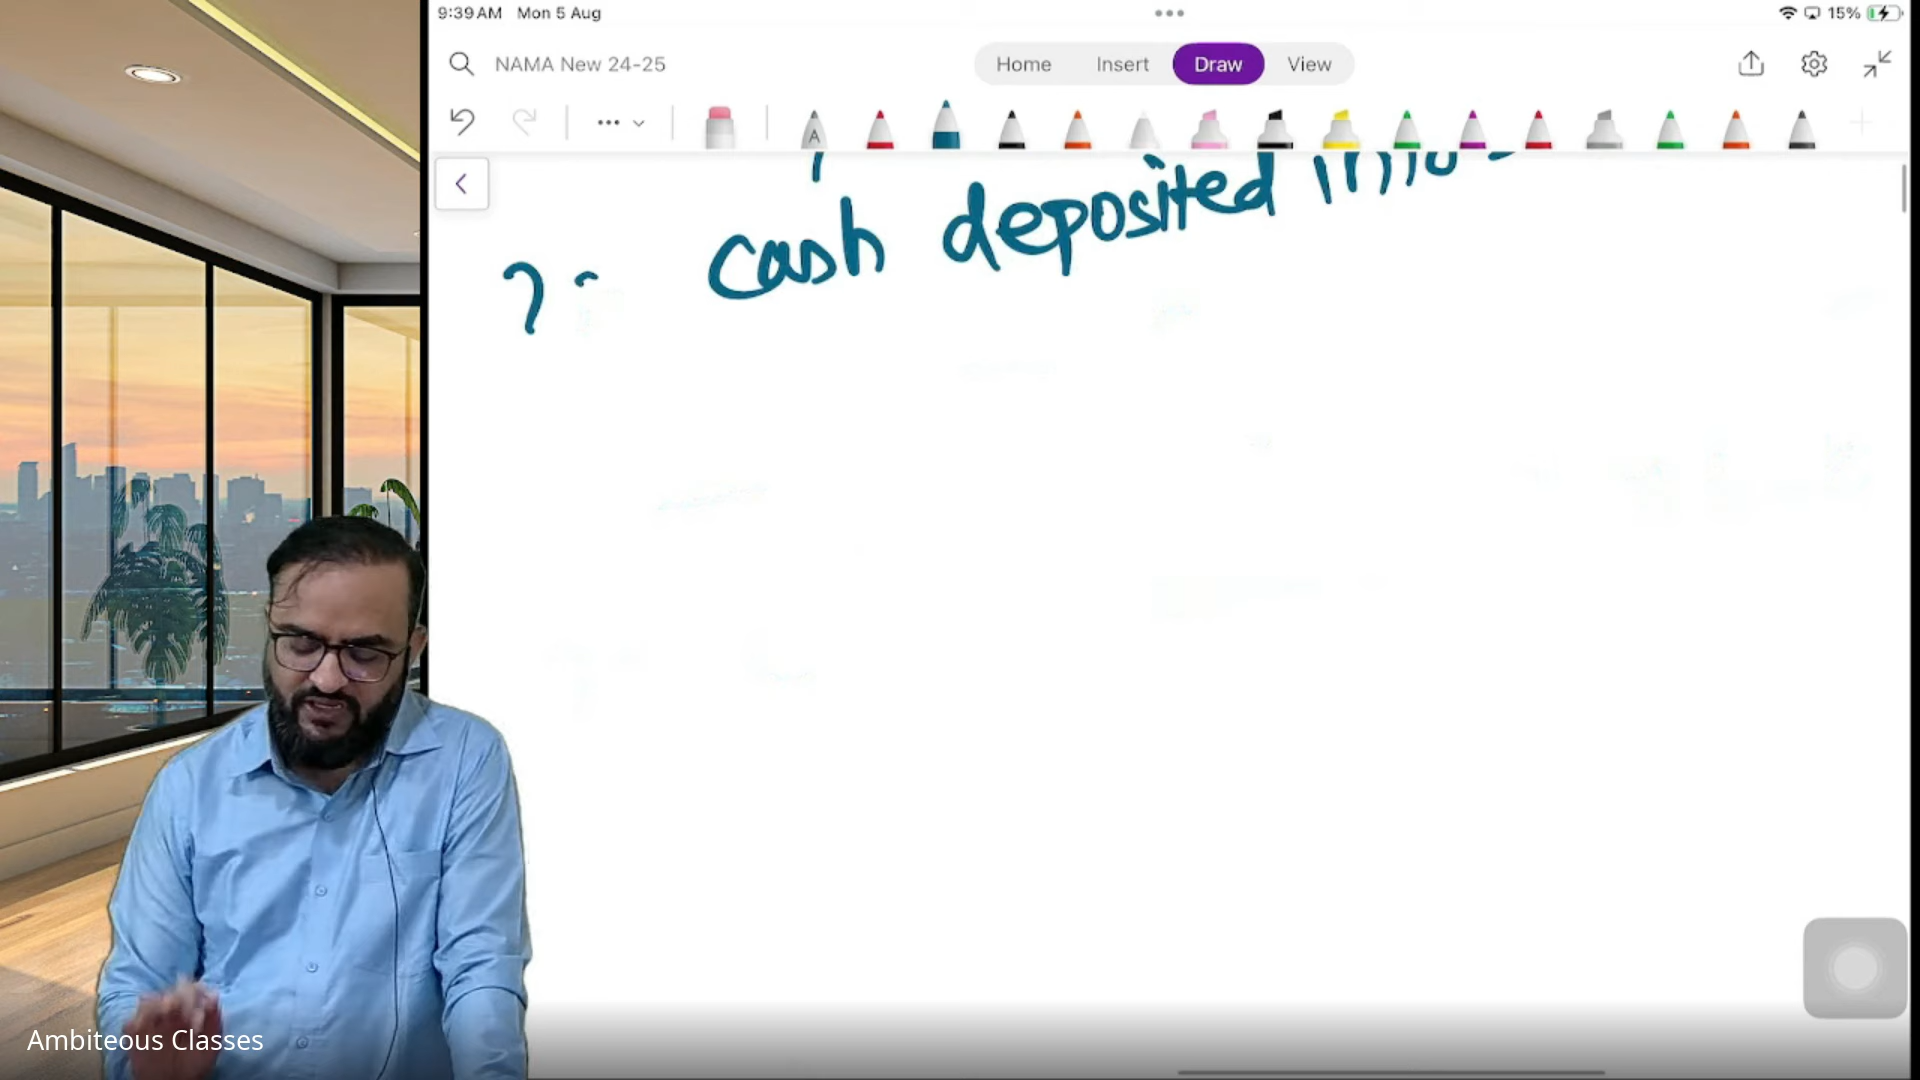 9:39 AM Mon 5 Aug
15%
NAMA New 24-25
Home Insert Draw View
A
cash deposited into
Ambiteous Classes